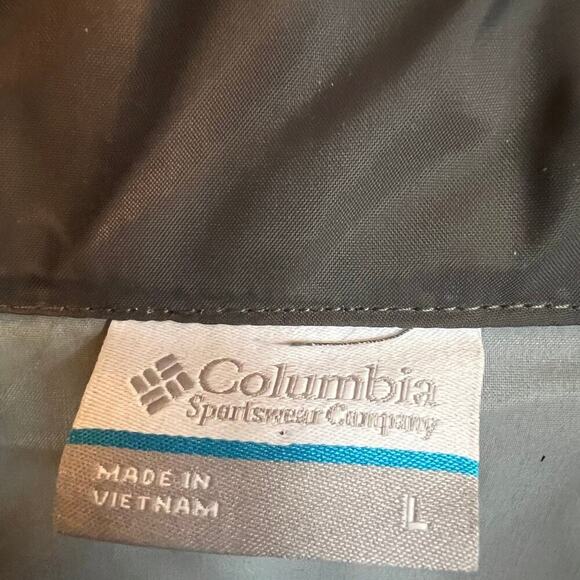 Columbia
Sportswear Company
MADE IN
VIETNAM
L